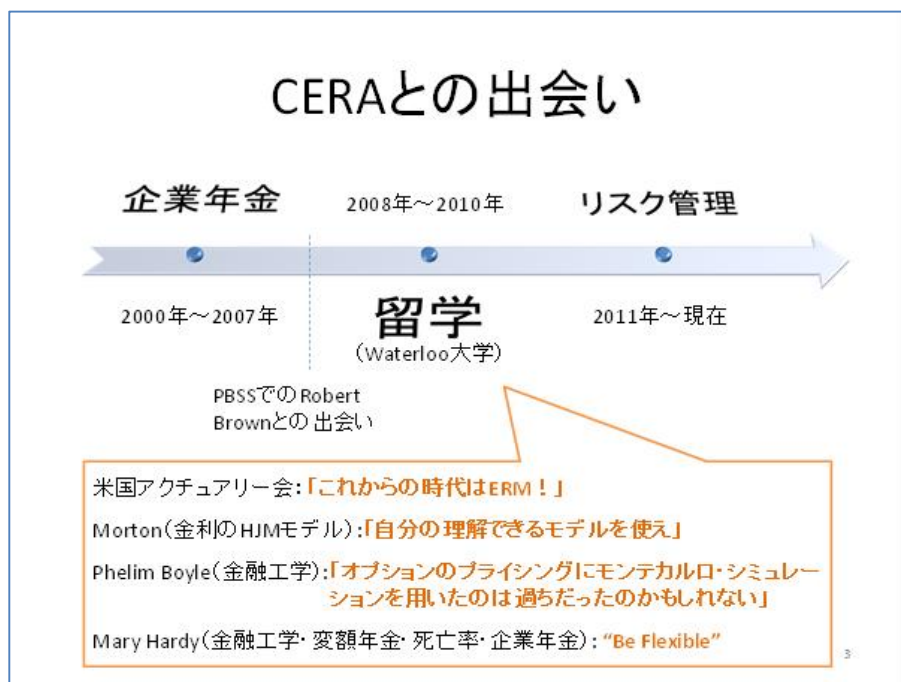 CERAとの出会い
企業年金
2008年～2010年
リスク管理
2000年～2007年
留学
(Waterloo大学)
2011年～現在
PBSSでのRobert
Brownとの出会い
米国アクチュアリー会:「これからの時代はERM！」
Morton(金利のHJMモデル):「自分の理解できるモデルを使え」
Phelim Boyle(金融工学):「オプションのプライシングにモンテカルロ・シミュレー
ションを用いたのは過ちだったのかもしれない」
Mary Hardy(金融工学・変額年金・死亡率・企業年金): “Be Flexible”
3